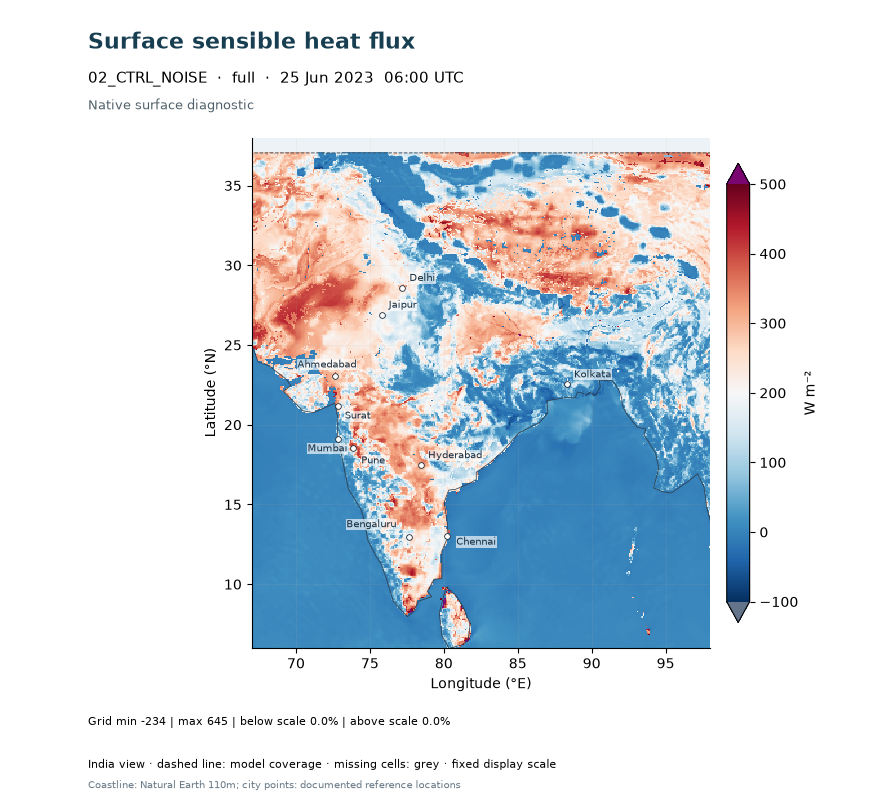 Surface sensible heat flux
02_CTRL_NOISE · full · 25 Jun 2023 06:00 UTC
Native surface diagnostic
35
30
25
20
15
10
70
75
80
85
90
95
Latitude (°N)
Longitude (°E)
Delhi
Jaipur
Ahmedabad
Kolkata
Surat
Mumbai
Pune
Hyderabad
Bengaluru
Chennai
500
400
300
200
100
0
−100
W m⁻²
Grid min -234 | max 645 | below scale 0.0% | above scale 0.0%
India view · dashed line: model coverage · missing cells: grey · fixed display scale
Coastline: Natural Earth 110m; city points: documented reference locations